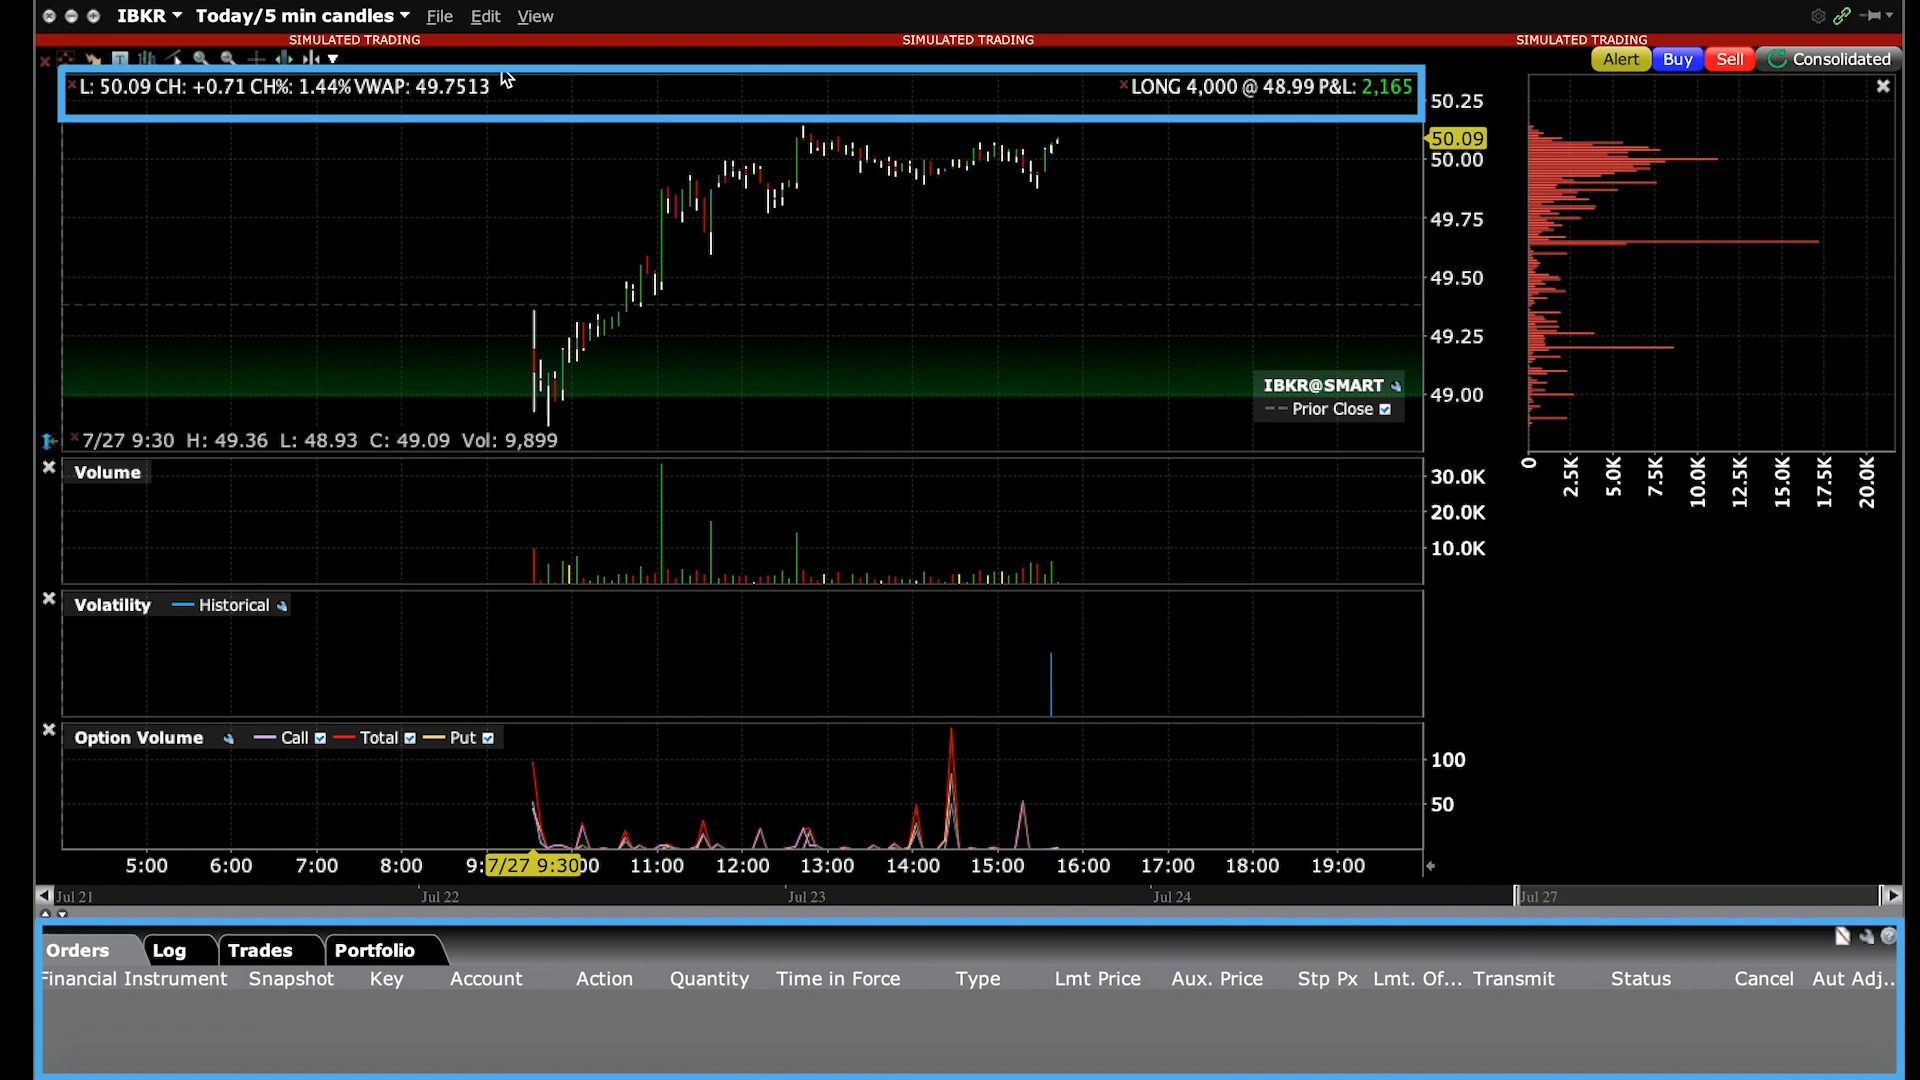 IBKR Today/5 min candles File Edit View
SIMULATED TRADING SIMULATED TRADING SIMULATED TRADING
Alert Buy Sell Consolidated
L: 50.09 CH: +0.71 CH%: 1.44% VWAP: 49.7513 LONG 4,000 @ 48.99 P&L: 2,165
50.25
50.09
50.00
49.75
49.50
49.25
IBKR@SMART
Prior Close
49.00
7/27 9:30 H: 49.36 L: 48.93 C: 49.09 Vol: 9,899
0 2.5K 5.0K 7.5K 10.0K 12.5K 15.0K 17.5K 20.0K
Volume
30.0K
20.0K
10.0K
Volatility Historical
Option Volume Call Total Put
100
50
5:00 6:00 7:00 8:00 9: 7/27 9:30 00 11:00 12:00 13:00 14:00 15:00 16:00 17:00 18:00 19:00
Jul 21 Jul 22 Jul 23 Jul 24 Jul 27
Orders Log Trades Portfolio
Financial Instrument Snapshot Key Account Action Quantity Time in Force Type Lmt Price Aux. Price Stp Px Lmt. Of... Transmit Status Cancel Aut Adj..